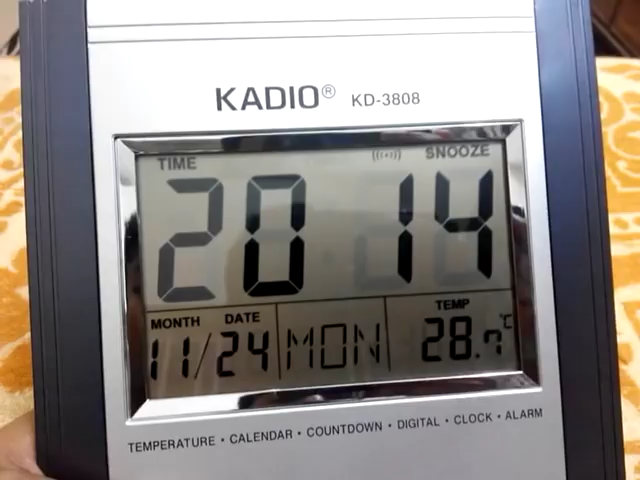 KADIO® KD-3808
TIME ((·)) SNOOZE
20 14
MONTH DATE TEMP
11/24 MON 28.7°C
TEMPERATURE • CALENDAR • COUNTDOWN • DIGITAL • CLOCK • ALARM